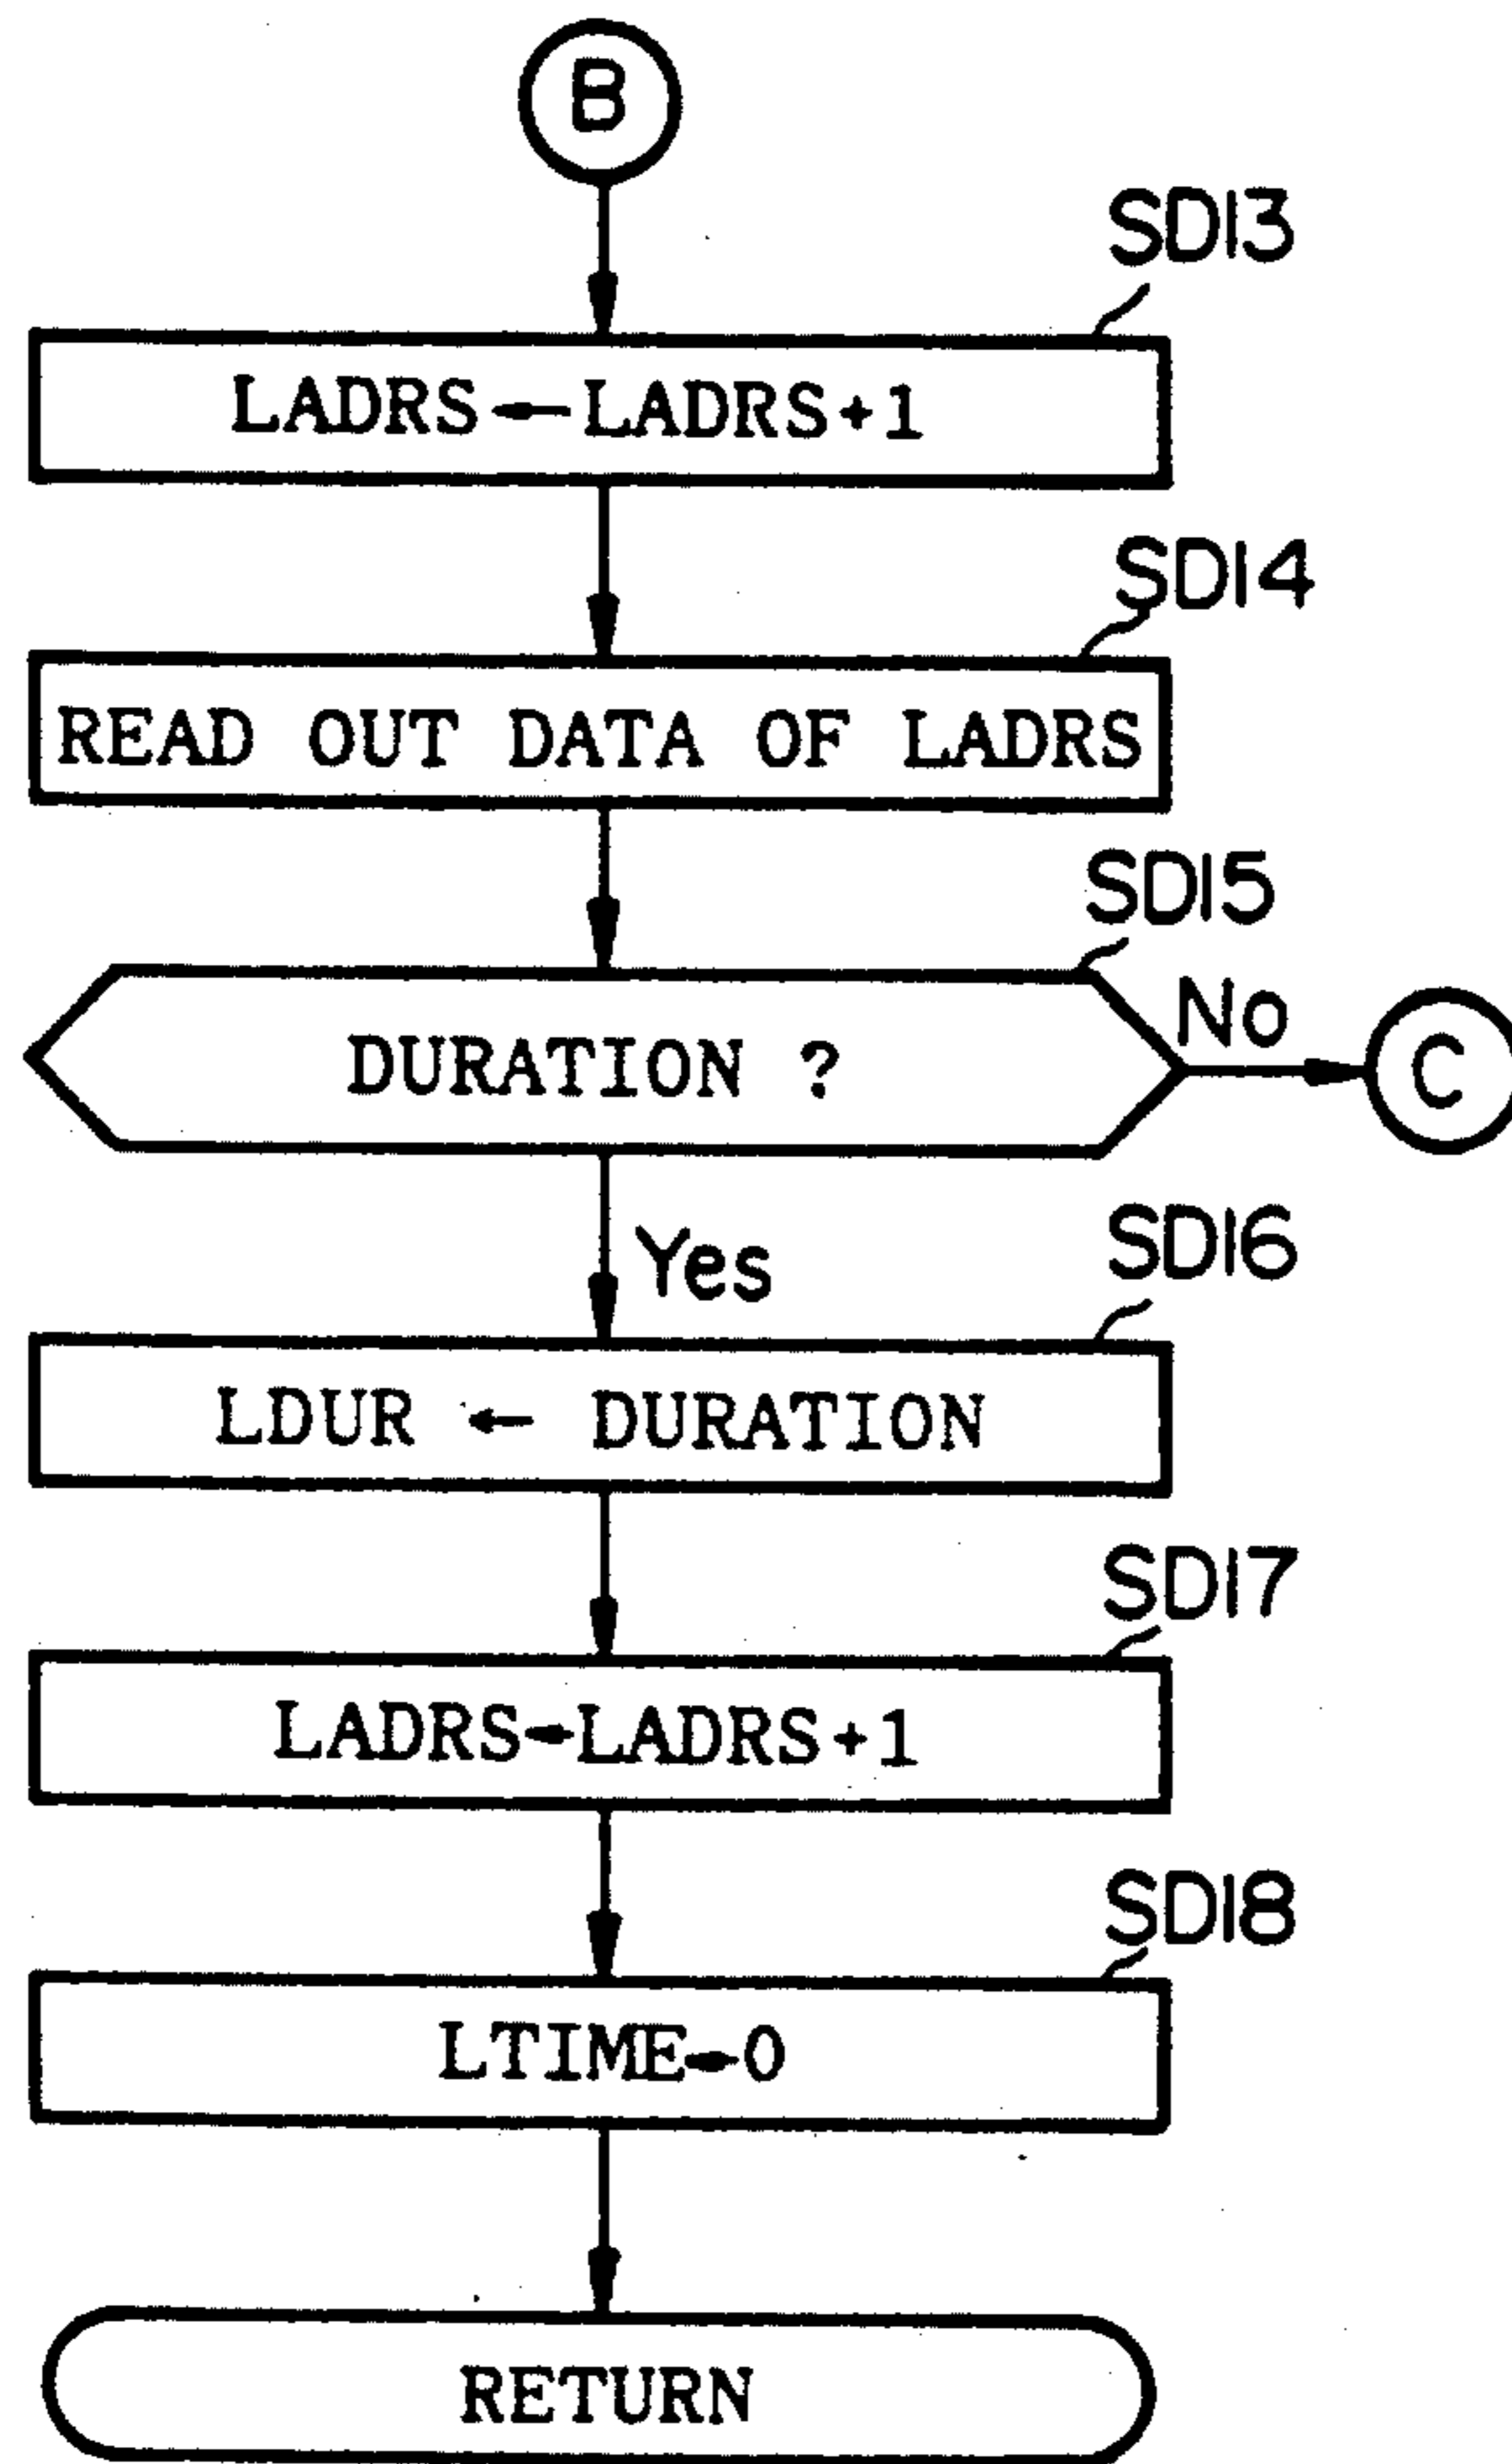 B
SD13
LADRS←LADRS+1
SD14
READ OUT DATA OF LADRS
SD15
DURATION ?
No
C
Yes
SD16
LDUR ← DURATION
SD17
LADRS←LADRS+1
SD18
LTIME←0
RETURN